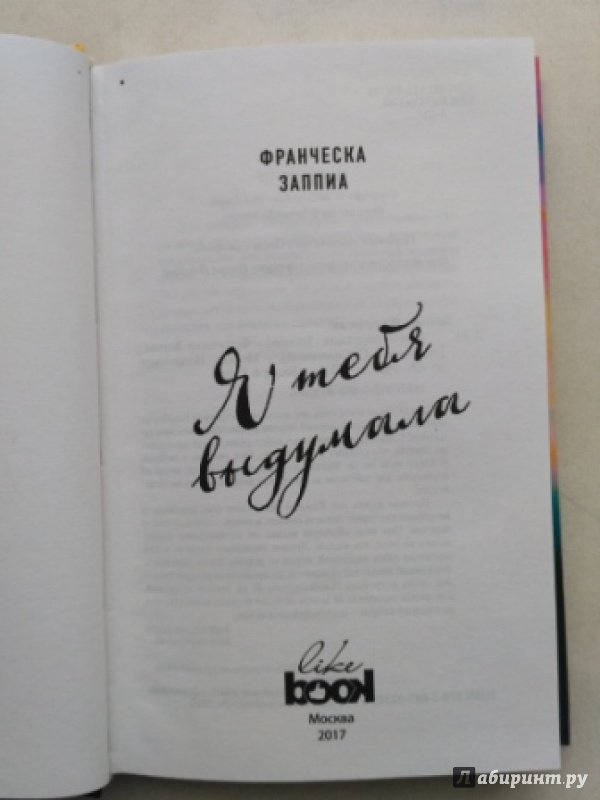 ФРАНЧЕСКА
ЗАППИА
Я тебя
выдумала
like
book
Москва
2017
Лабиринт.ру